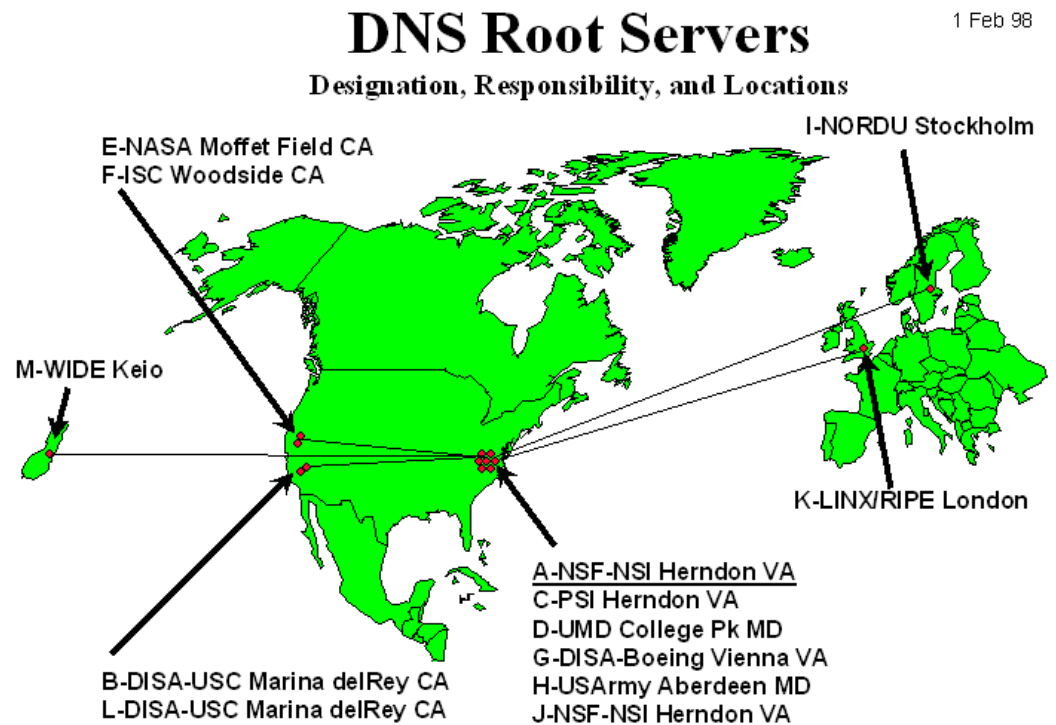 DNS Root Servers
1 Feb 98
Designation, Responsibility, and Locations
I-NORDU Stockholm
E-NASA Moffet Field CA
F-ISC Woodside CA
M-WIDE Keio
K-LINX/RIPE London
A-NSF-NSI Herndon VA
C-PSI Herndon VA
D-UMD College Pk MD
G-DISA-Boeing Vienna VA
H-USArmy Aberdeen MD
J-NSF-NSI Herndon VA
B-DISA-USC Marina delRey CA
L-DISA-USC Marina delRey CA